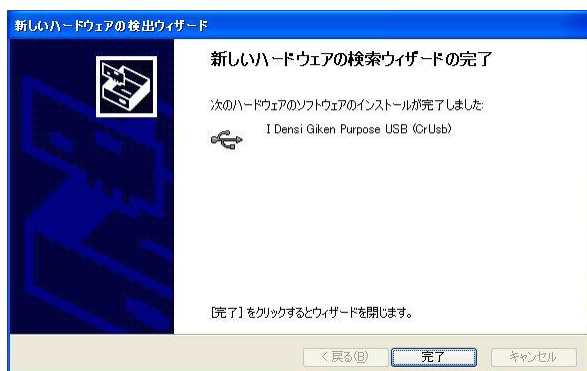 新しいハードウェアの検出ウィザード
新しいハードウェアの検索ウィザードの完了
次のハードウェアのソフトウェアのインストールが完了しました:
I Densi Giken Purpose USB (CrUsb)
[完了] をクリックするとウィザードを閉じます。
< 戻る(B) 完了 キャンセル